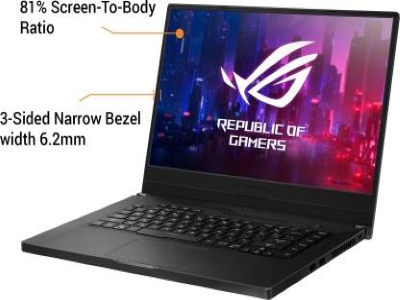 81% Screen-To-Body
Ratio
3-Sided Narrow Bezel
width 6.2mm
REPUBLIC OF
GAMERS